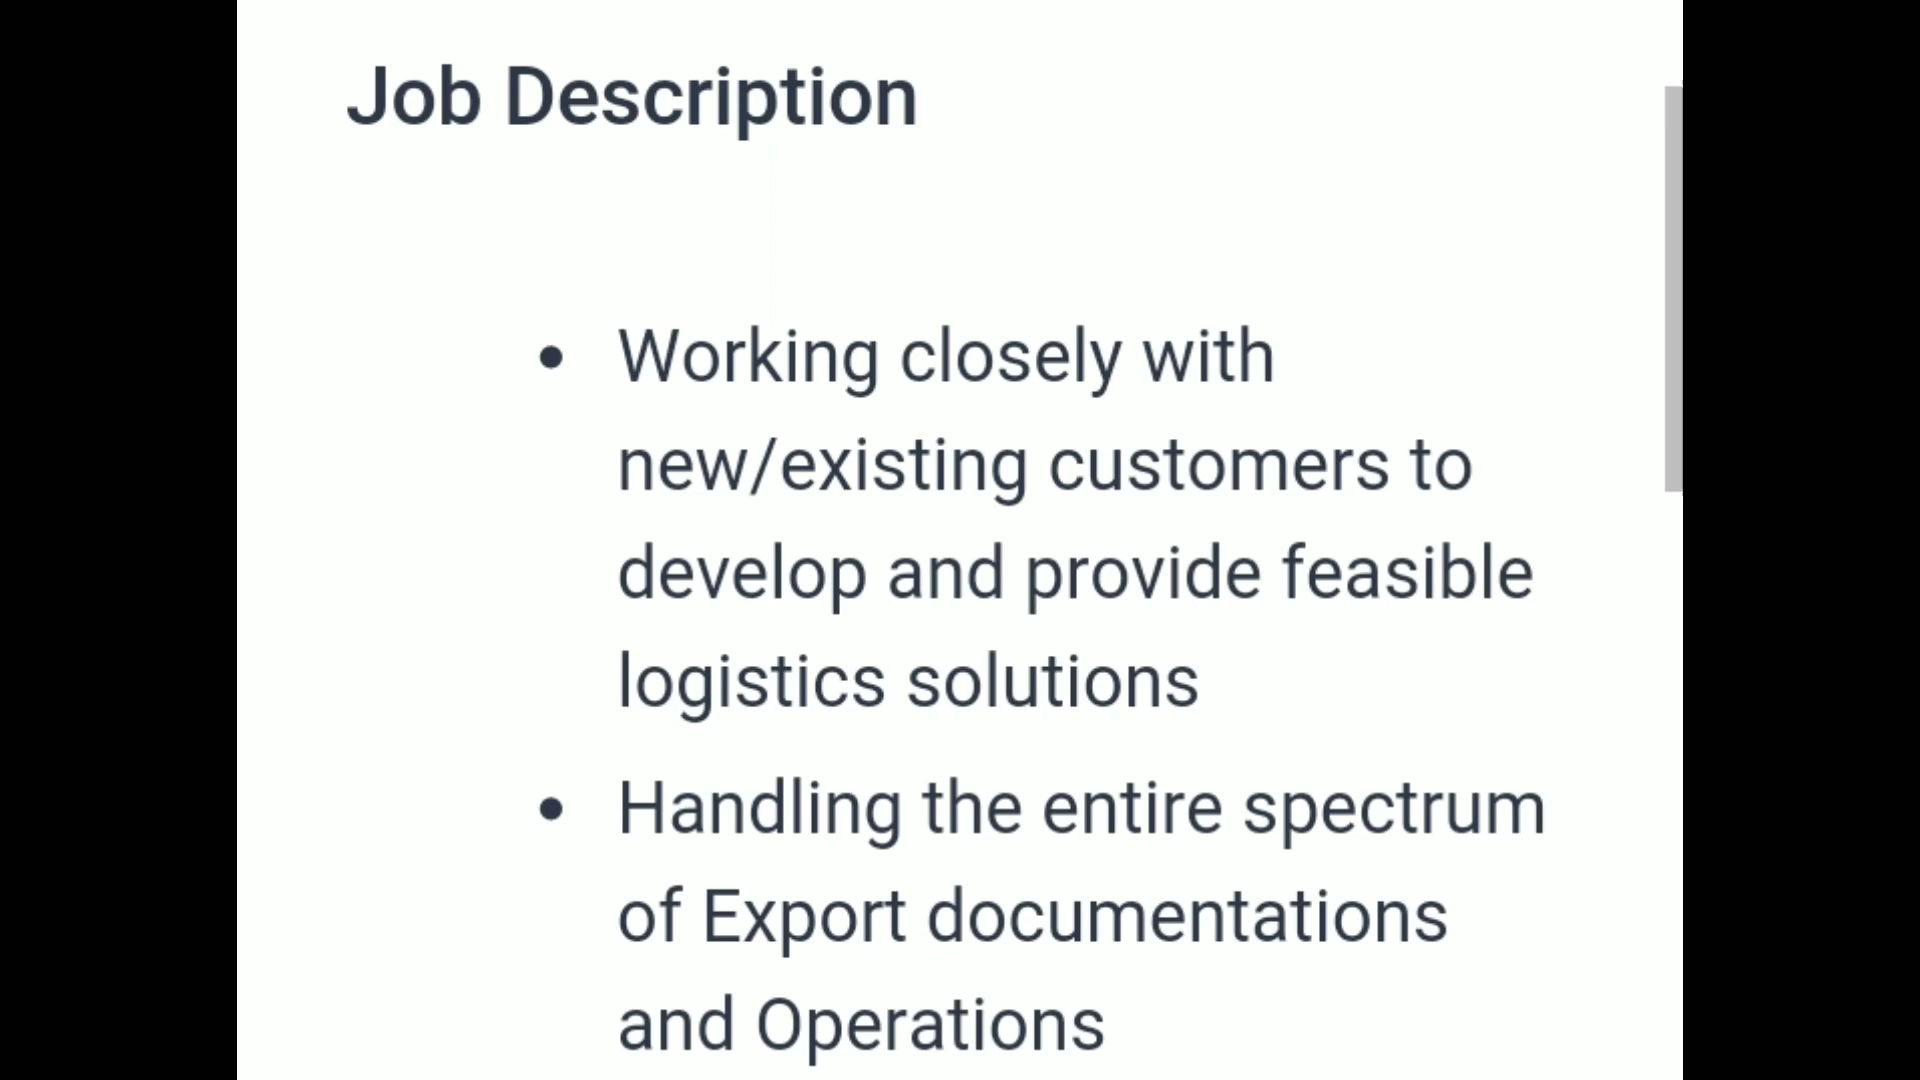 Job Description
• Working closely with
new/existing customers to
develop and provide feasible
logistics solutions
• Handling the entire spectrum
of Export documentations
and Operations